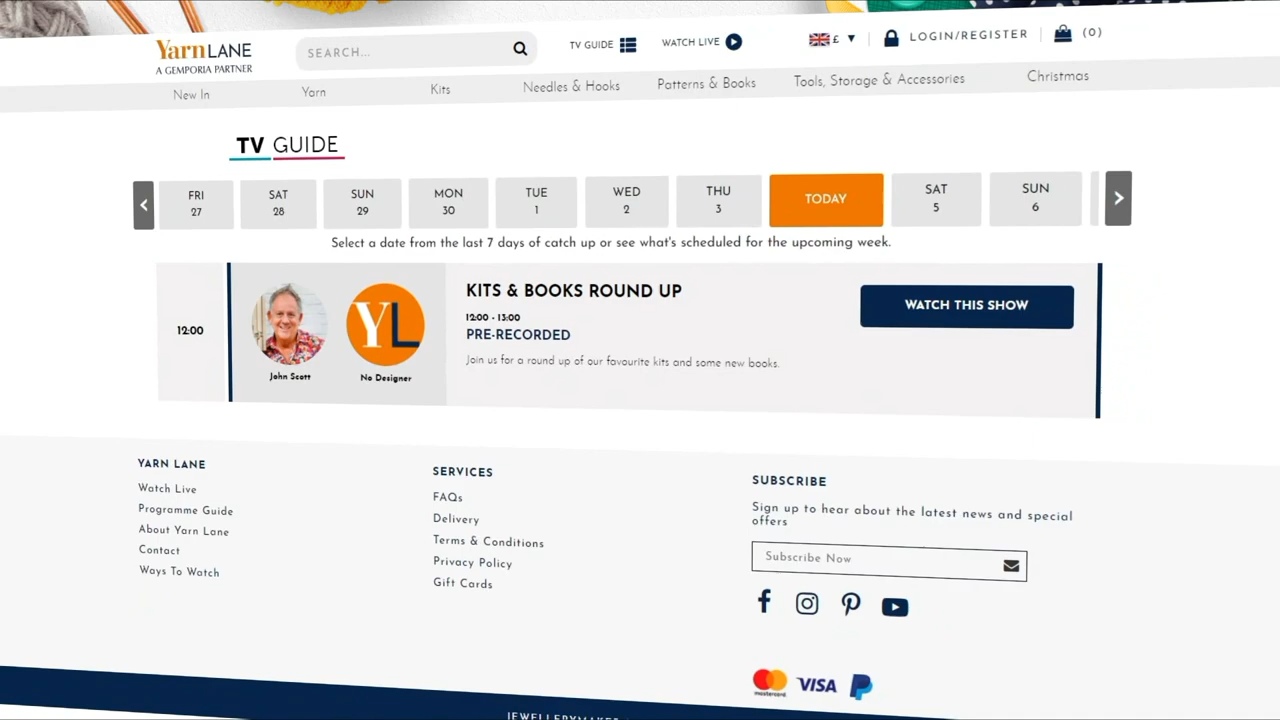 Yarn LANE
A GEMPORIA PARTNER
SEARCH...
TV GUIDE
WATCH LIVE
£
LOGIN/REGISTER
(0)
New In
Yarn
Kits
Needles & Hooks
Patterns & Books
Tools, Storage & Accessories
Christmas
TV GUIDE
FRI
27
SAT
28
SUN
29
MON
30
TUE
1
WED
2
THU
3
TODAY
SAT
5
SUN
6
Select a date from the last 7 days of catch up or see what's scheduled for the upcoming week.
12:00
John Scott
YL
No Designer
KITS & BOOKS ROUND UP
12:00 - 13:00
PRE-RECORDED
Join us for a round up of our favourite kits and some new books.
WATCH THIS SHOW
YARN LANE
Watch Live
Programme Guide
About Yarn Lane
Contact
Ways To Watch
SERVICES
FAQs
Delivery
Terms & Conditions
Privacy Policy
Gift Cards
SUBSCRIBE
Sign up to hear about the latest news and special
offers
Subscribe Now
mastercard
VISA